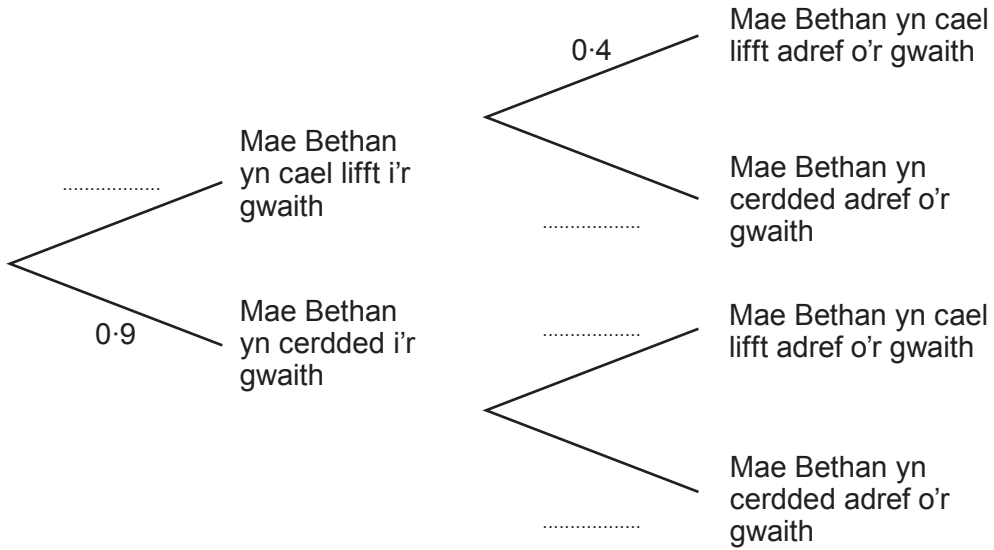 Mae Bethan yn cael
lifft adref o'r gwaith
0·4
Mae Bethan
yn cael lifft i'r
gwaith
..................
Mae Bethan yn
cerdded adref o'r
gwaith
..................
Mae Bethan
yn cerdded i'r
gwaith
0·9
Mae Bethan yn cael
lifft adref o'r gwaith
..................
Mae Bethan yn
cerdded adref o'r
gwaith
..................